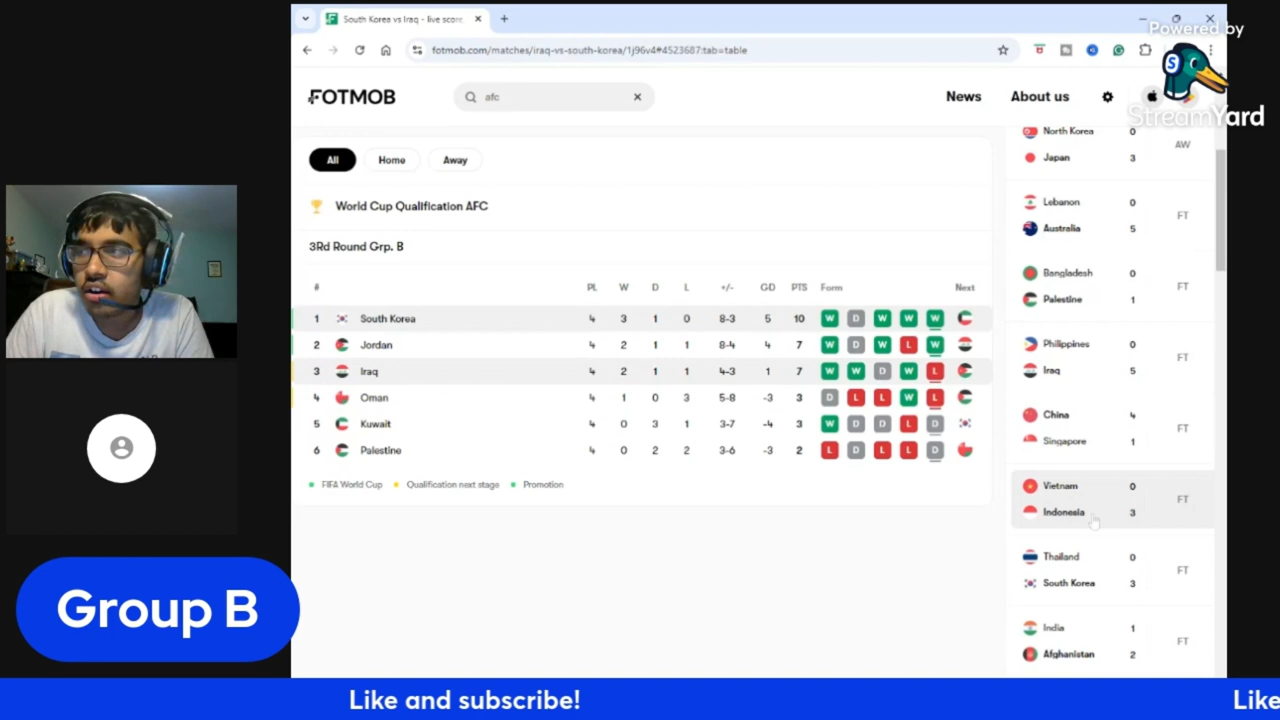 South Korea vs Iraq - live score
fotmob.com/matches/iraq-vs-south-korea/1j96v4#4523687:tab=table
Powered by
StreamYard
FOTMOB
afc
News
About us
All
Home
Away
World Cup Qualification AFC
3Rd Round Grp. B
# PL W D L +/- GD PTS Form Next
1 South Korea 4 3 1 0 8-3 5 10 W D W W W
2 Jordan 4 2 1 1 8-4 4 7 W D W L W
3 Iraq 4 2 1 1 4-3 1 7 W W D W L
4 Oman 4 1 0 3 5-8 -3 3 D L L W L
5 Kuwait 4 0 3 1 3-7 -4 3 W D D L D
6 Palestine 4 0 2 2 3-6 -3 2 L D L L D
FIFA World Cup Qualification next stage Promotion
North Korea 0
AW
Japan 3
Lebanon 0
FT
Australia 5
Bangladesh 0
FT
Palestine 1
Philippines 0
FT
Iraq 5
China 4
FT
Singapore 1
Vietnam 0
FT
Indonesia 3
Thailand 0
FT
South Korea 3
India 1
FT
Afghanistan 2
Group B
Like and subscribe!
Like